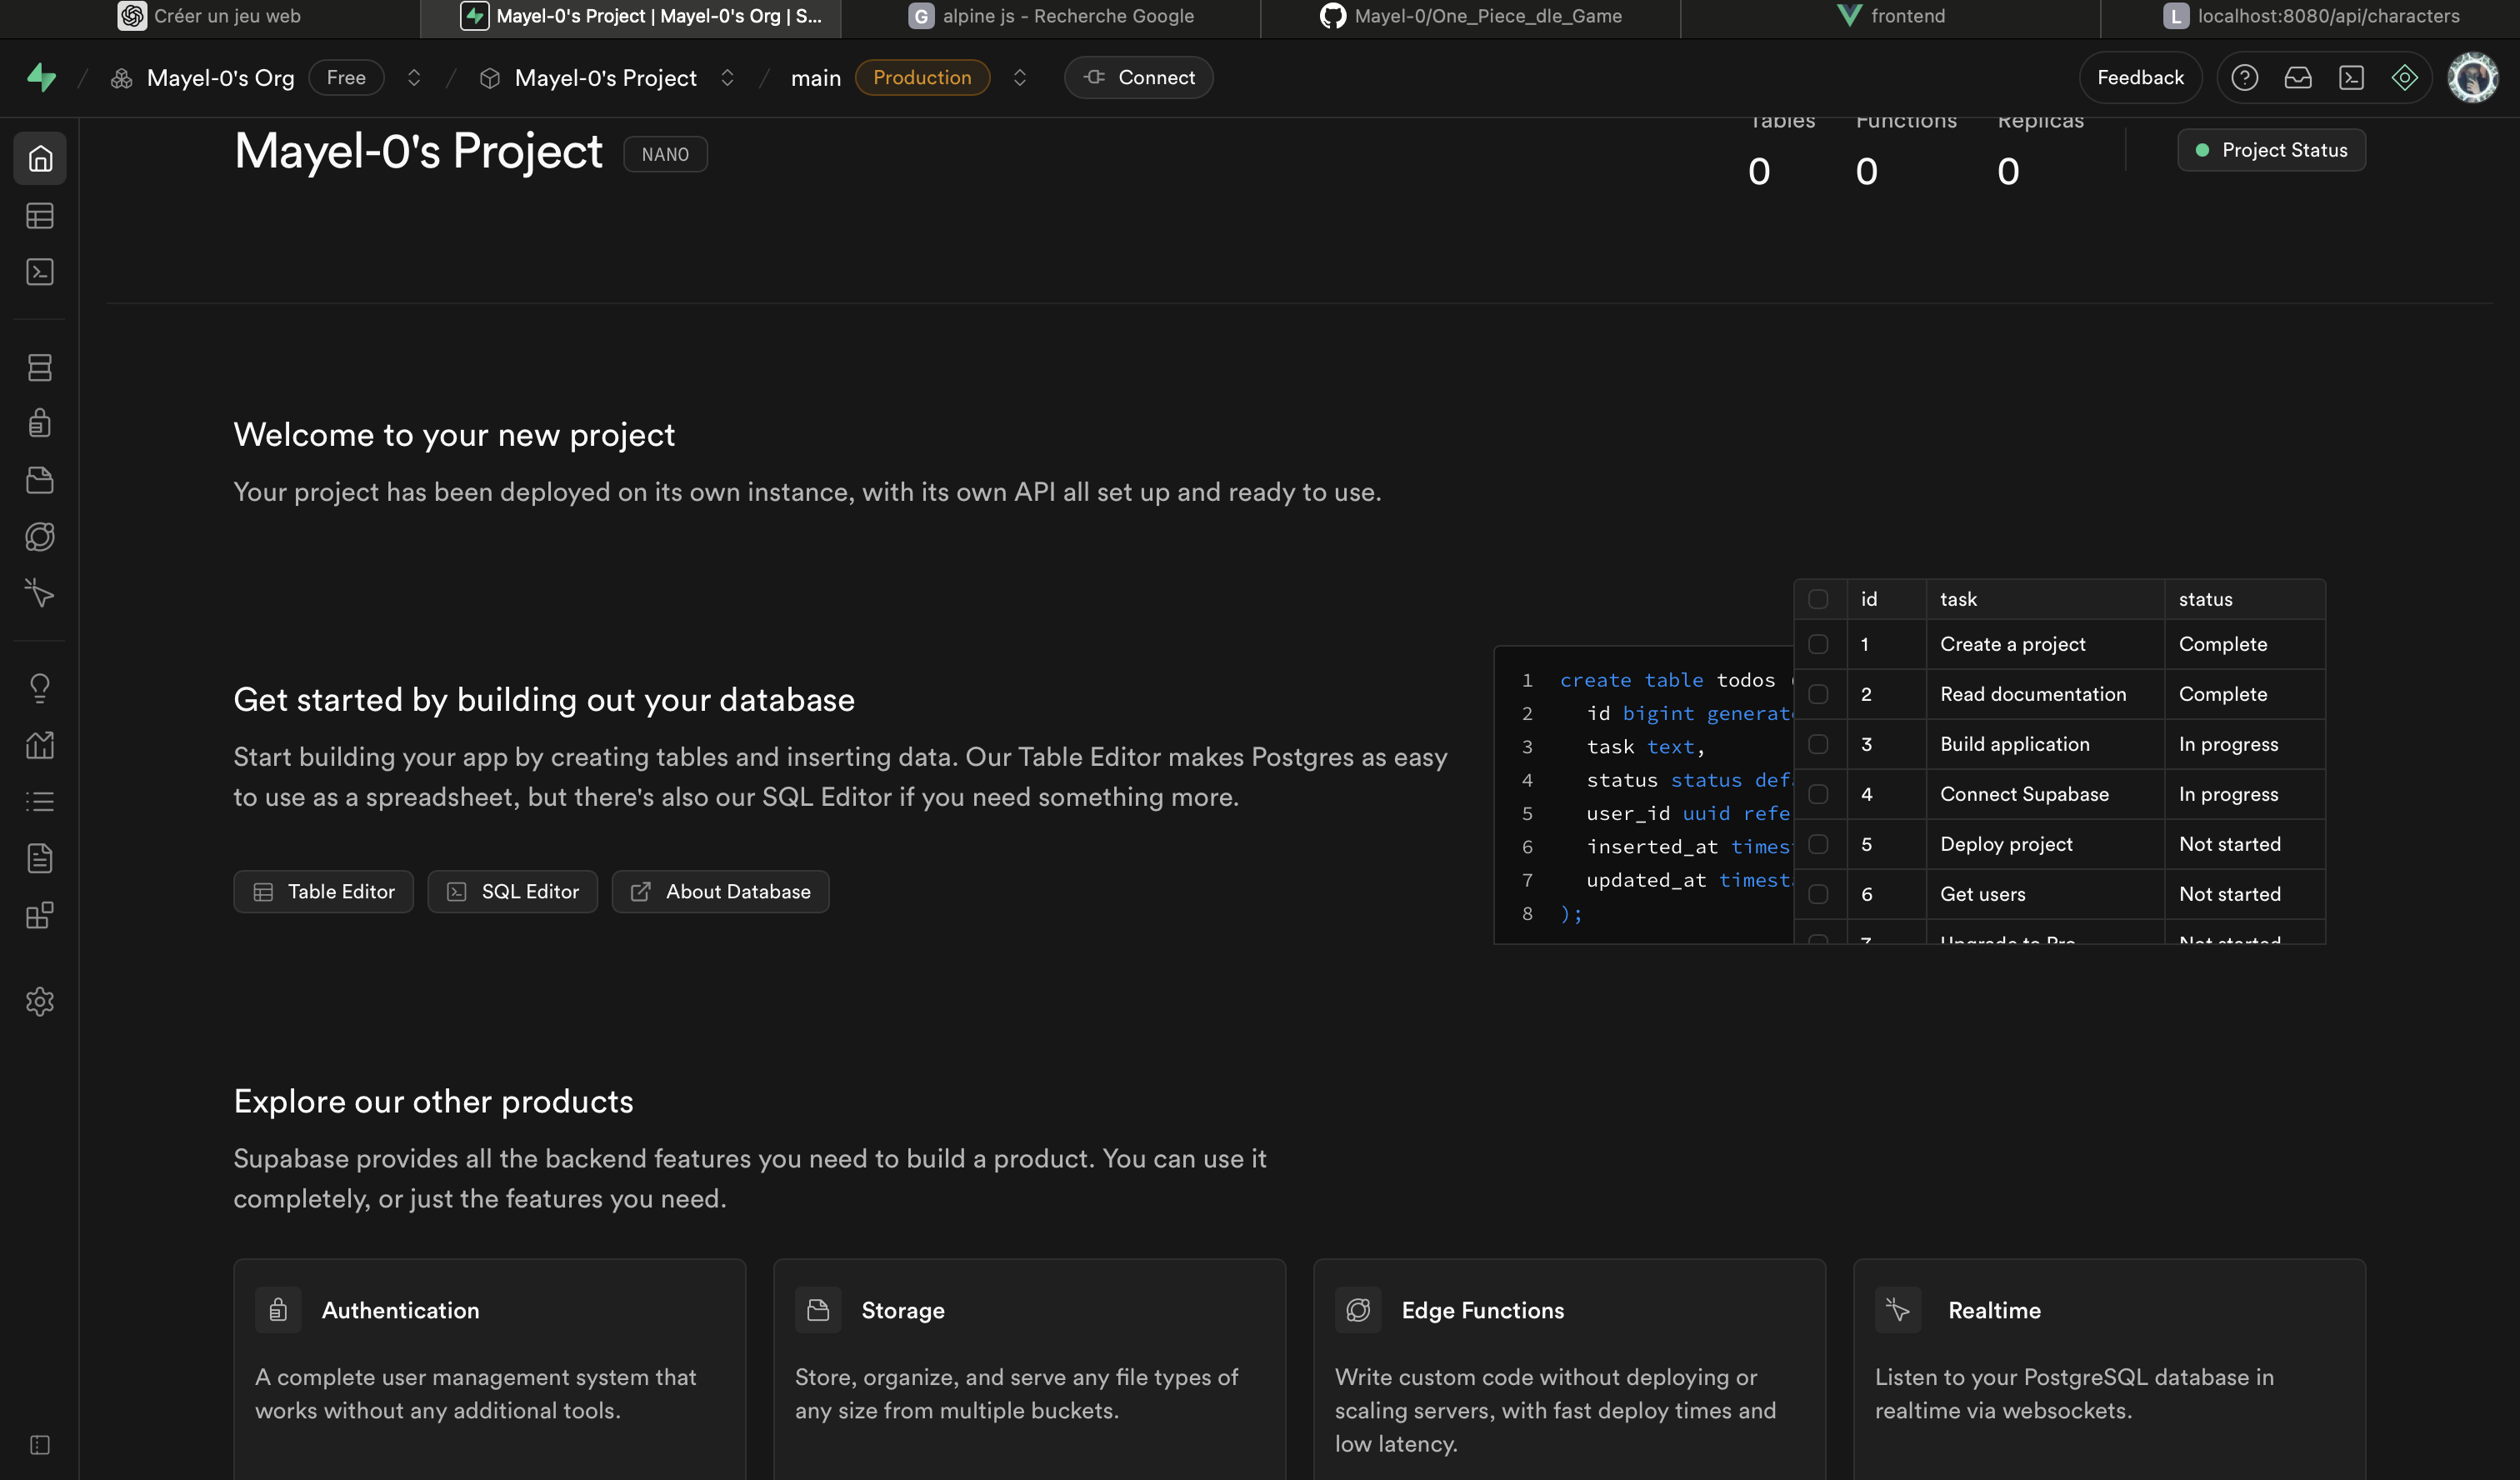 Créer un jeu web
Mayel-0's Project | Mayel-0's Org | S...
G alpine js - Recherche Google
Mayel-0/One_Piece_dle_Game
frontend
L localhost:8080/api/characters
Mayel-0's Org Free / Mayel-0's Project / main Production Connect
Feedback
Mayel-0's Project NANO
Tables Functions Replicas
0 0 0
Project Status
Welcome to your new project
Your project has been deployed on its own instance, with its own API all set up and ready to use.
Get started by building out your database
Start building your app by creating tables and inserting data. Our Table Editor makes Postgres as easy
to use as a spreadsheet, but there's also our SQL Editor if you need something more.
Table Editor SQL Editor About Database
1 create table todos (
2 id bigint generat
3 task text,
4 status status def
5 user_id uuid refe
6 inserted_at times
7 updated_at timest
8 );
id task status
1 Create a project Complete
2 Read documentation Complete
3 Build application In progress
4 Connect Supabase In progress
5 Deploy project Not started
6 Get users Not started
7 Upgrade to Pro Not started
Explore our other products
Supabase provides all the backend features you need to build a product. You can use it
completely, or just the features you need.
Authentication
A complete user management system that
works without any additional tools.
Storage
Store, organize, and serve any file types of
any size from multiple buckets.
Edge Functions
Write custom code without deploying or
scaling servers, with fast deploy times and
low latency.
Realtime
Listen to your PostgreSQL database in
realtime via websockets.